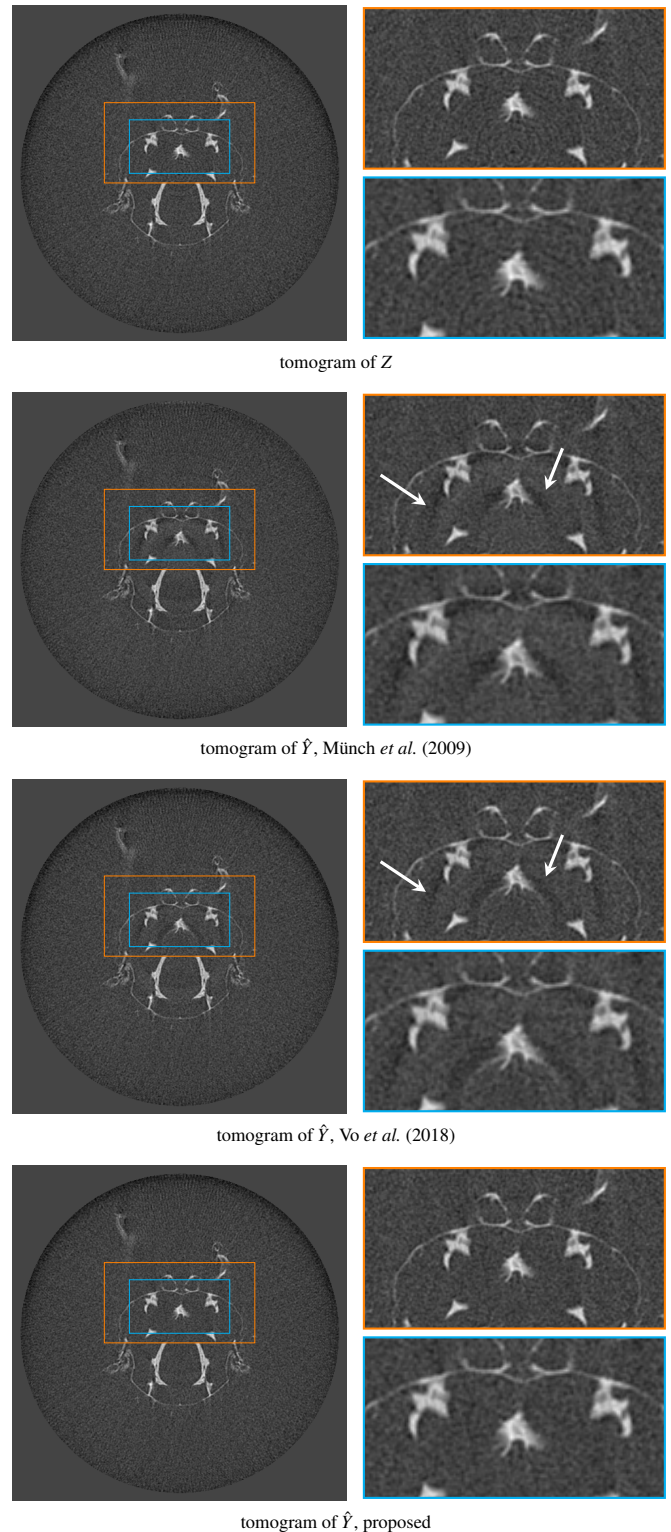 tomogram of Z
tomogram of Ŷ, Münch et al. (2009)
tomogram of Ŷ, Vo et al. (2018)
tomogram of Ŷ, proposed